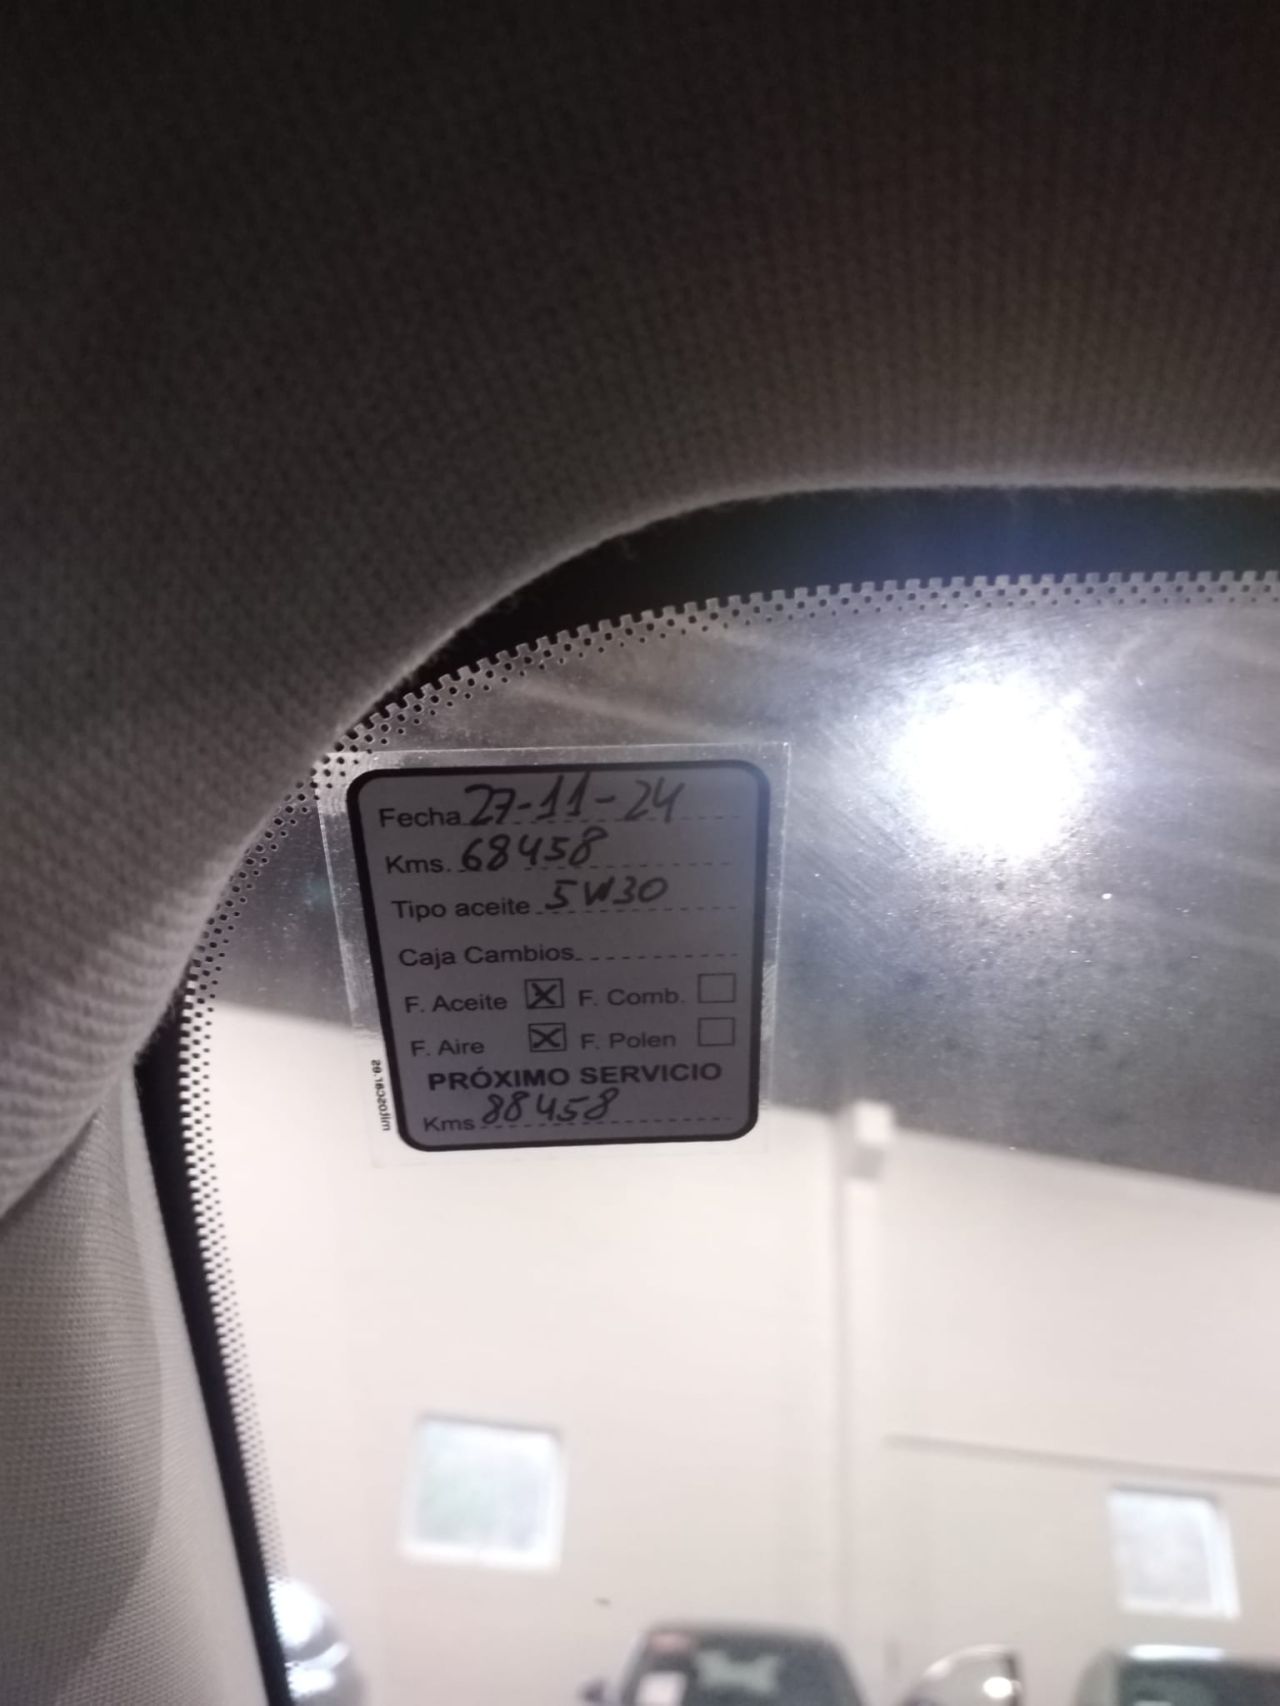 Fecha 27-11-24
Kms. 68458
Tipo aceite 5W30
Caja Cambios
F. Aceite X F. Comb.
F. Aire X F. Polen
PRÓXIMO SERVICIO
Kms 88458